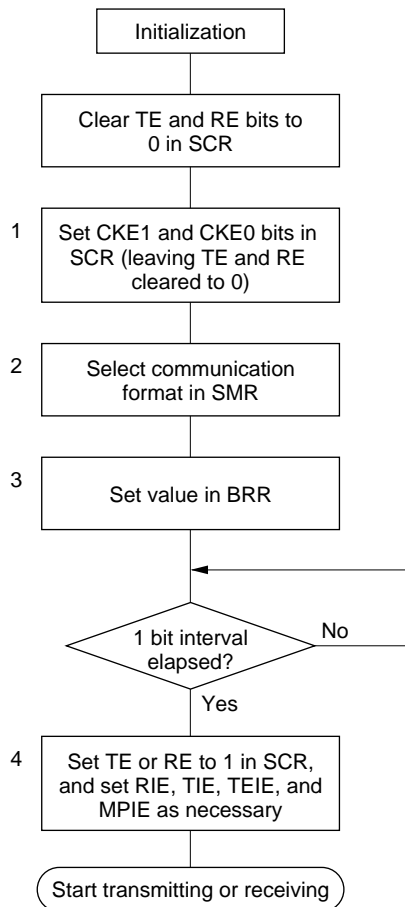 Initialization
Clear TE and RE bits to
0 in SCR
1
Set CKE1 and CKE0 bits in
SCR (leaving TE and RE
cleared to 0)
2
Select communication
format in SMR
3
Set value in BRR
1 bit interval
elapsed?
No
Yes
4
Set TE or RE to 1 in SCR,
and set RIE, TIE, TEIE, and
MPIE as necessary
Start transmitting or receiving